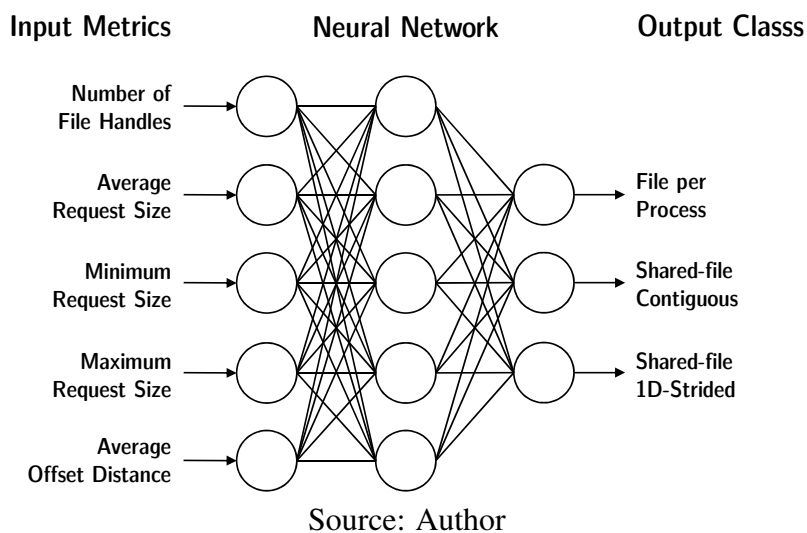 Input Metrics
Neural Network
Output Classs
Number of
File Handles
Average
Request Size
Minimum
Request Size
Maximum
Request Size
Average
Offset Distance
File per
Process
Shared-file
Contiguous
Shared-file
1D-Strided
Source: Author